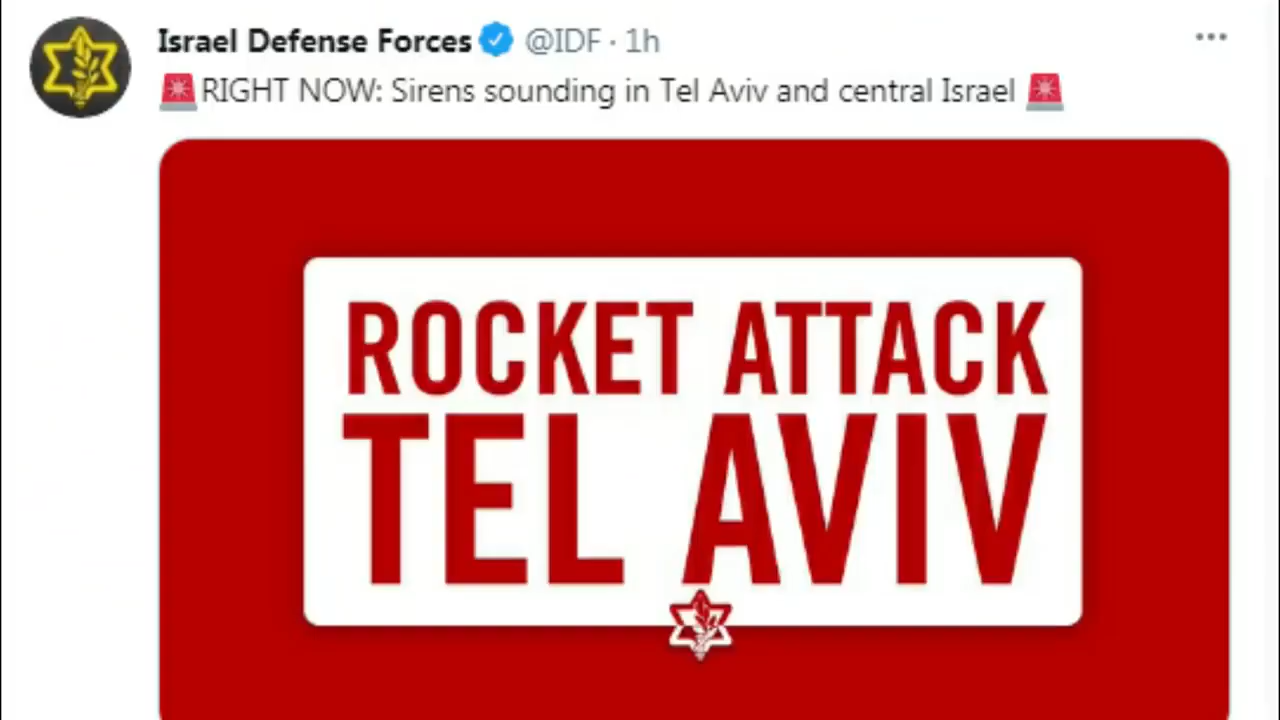 Israel Defense Forces @IDF · 1h
🚨RIGHT NOW: Sirens sounding in Tel Aviv and central Israel 🚨
ROCKET ATTACK
TEL AVIV